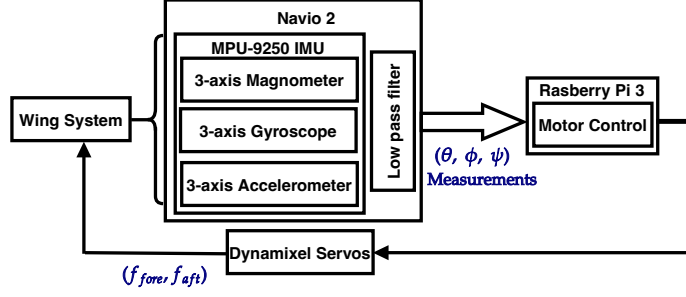 Navio 2
MPU-9250 IMU
3-axis Magnometer
3-axis Gyroscope
3-axis Accelerometer
Low pass filter
Wing System
Rasberry Pi 3
Motor Control
(θ, ϕ, ψ)
Measurements
Dynamixel Servos
(f_fore, f_aft)